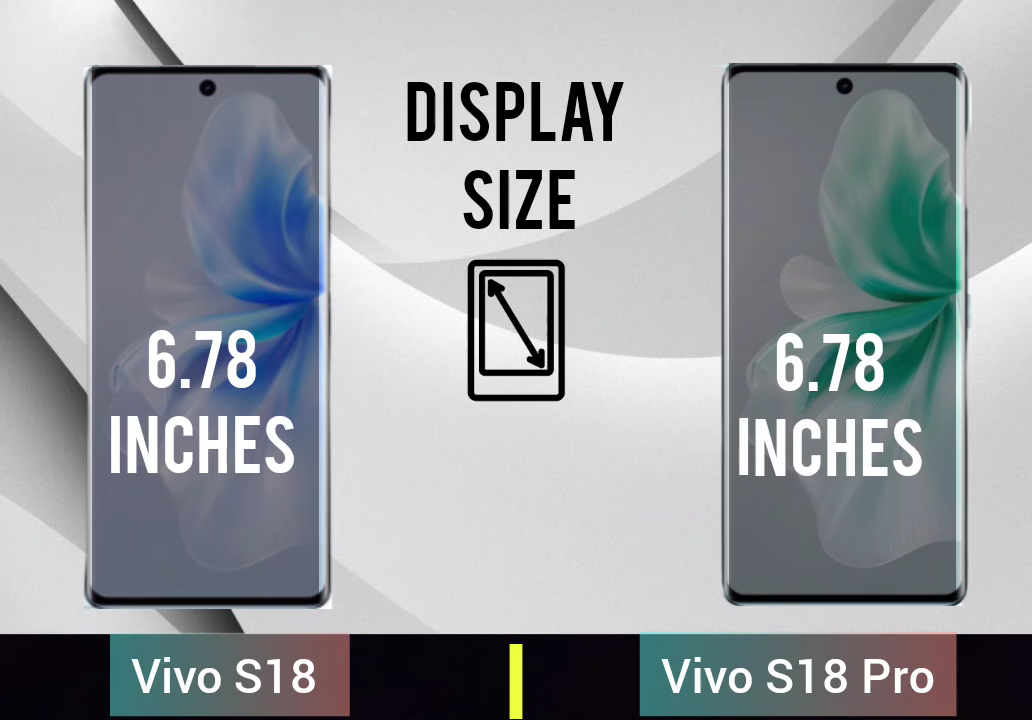 DISPLAY
SIZE
6.78
INCHES
6.78
INCHES
Vivo S18
Vivo S18 Pro